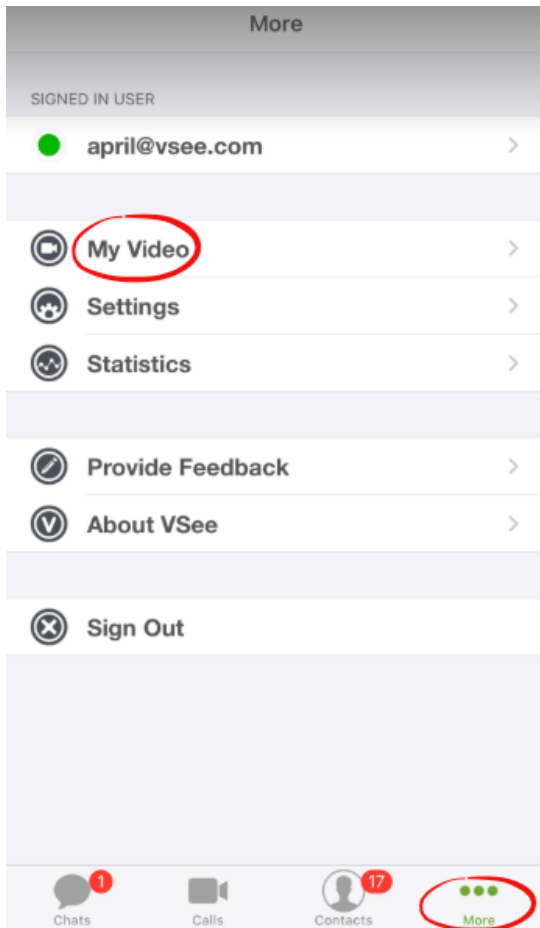 More
SIGNED IN USER
april@vsee.com
My Video
Settings
Statistics
Provide Feedback
V About VSee
Sign Out
1 17
Chats Calls Contacts More